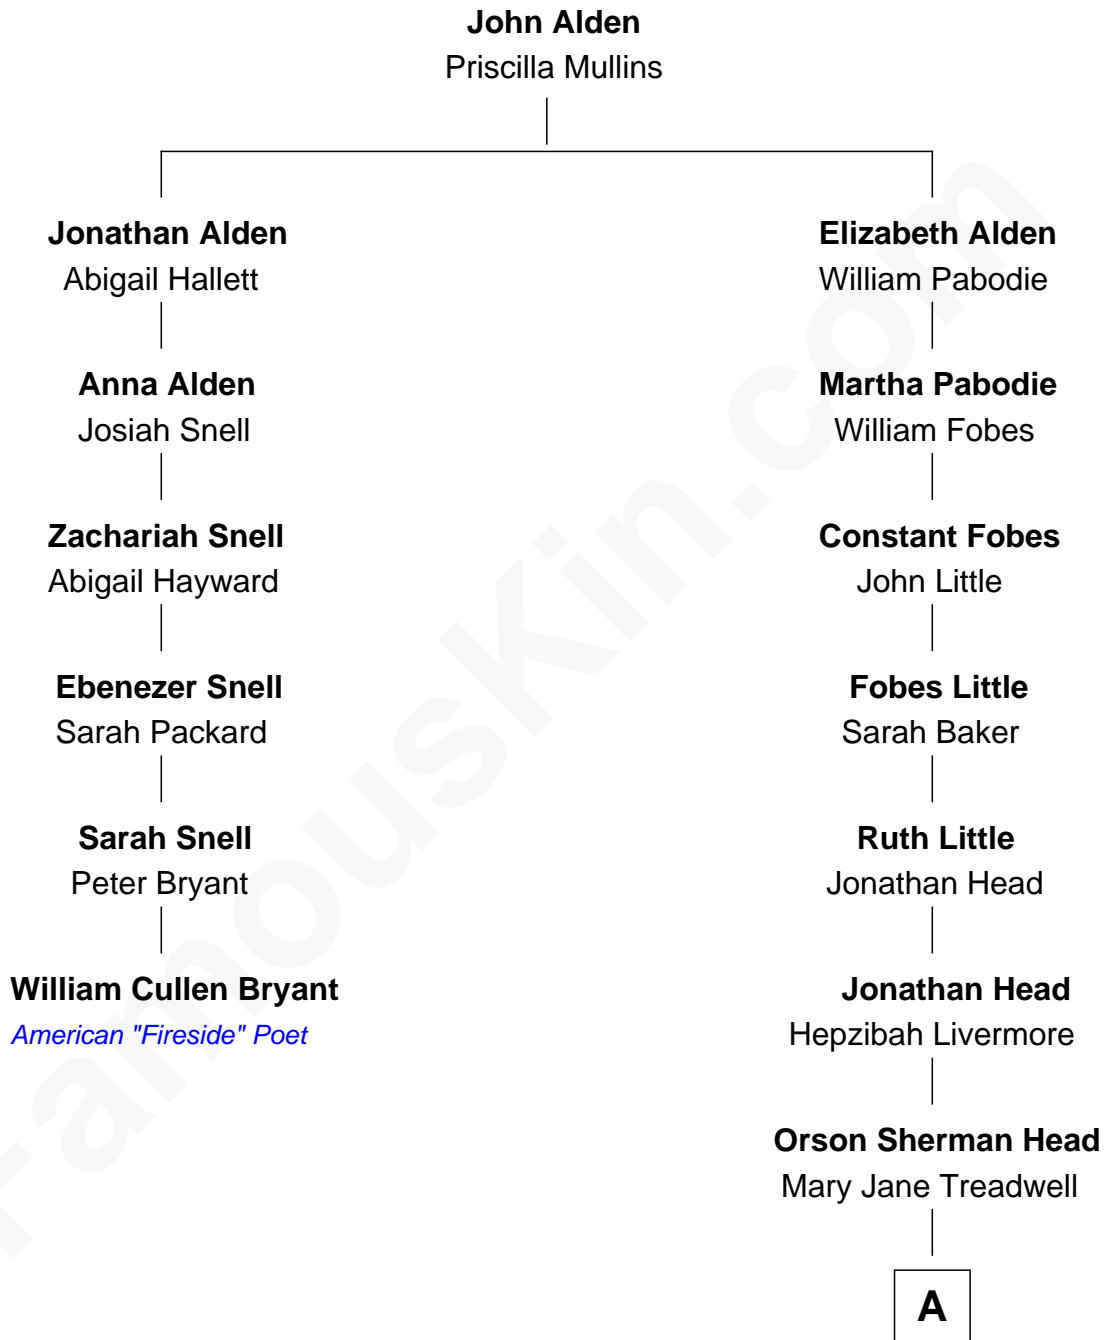 John Alden
Priscilla Mullins
Jonathan Alden
Abigail Hallett
Elizabeth Alden
William Pabodie
Anna Alden
Josiah Snell
Martha Pabodie
William Fobes
Zachariah Snell
Abigail Hayward
Constant Fobes
John Little
Ebenezer Snell
Sarah Packard
Fobes Little
Sarah Baker
Sarah Snell
Peter Bryant
Ruth Little
Jonathan Head
William Cullen Bryant
American "Fireside" Poet
Jonathan Head
Hepzibah Livermore
Orson Sherman Head
Mary Jane Treadwell
A
FamousKin.com